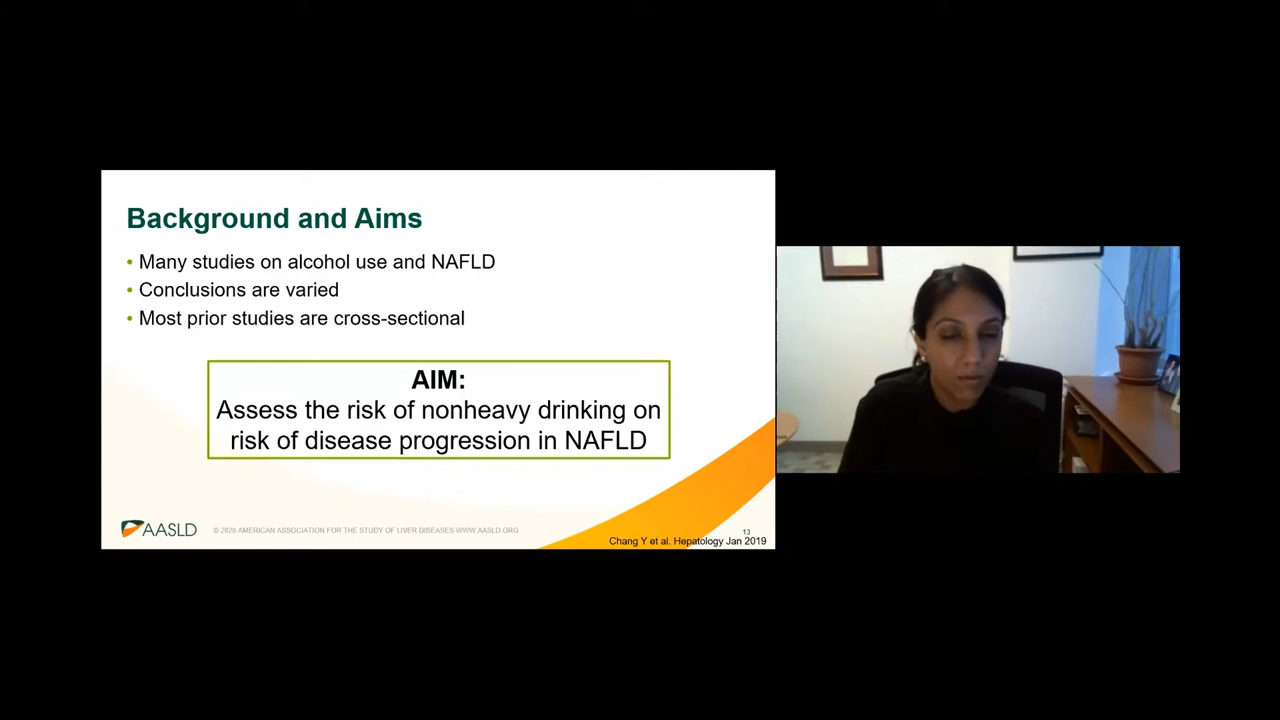 Background and Aims
• Many studies on alcohol use and NAFLD
• Conclusions are varied
• Most prior studies are cross-sectional
AIM:
Assess the risk of nonheavy drinking on
risk of disease progression in NAFLD
AASLD
© 2020 AMERICAN ASSOCIATION FOR THE STUDY OF LIVER DISEASES WWW.AASLD.ORG
13
Chang Y et al. Hepatology Jan 2019